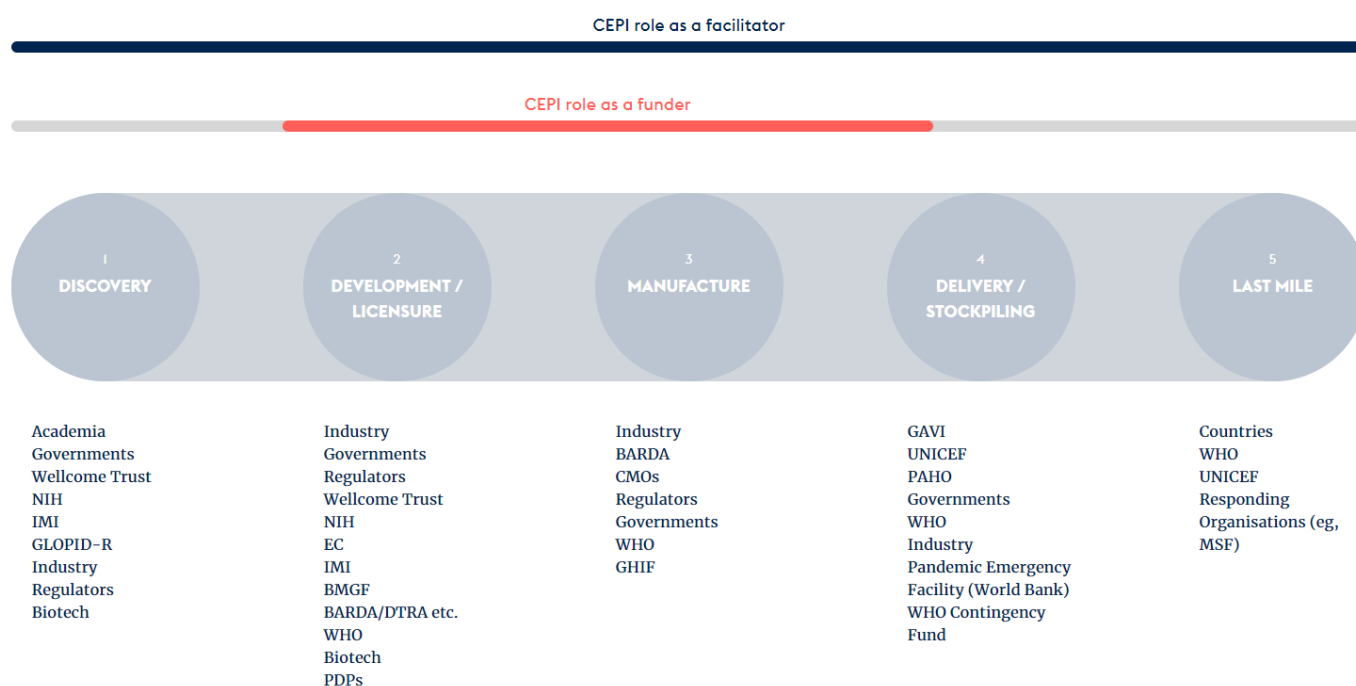 CEPI role as a facilitator
CEPI role as a funder
1
DISCOVERY
2
DEVELOPMENT /
LICENSURE
3
MANUFACTURE
4
DELIVERY /
STOCKPILING
5
LAST MILE
Academia
Governments
Wellcome Trust
NIH
IMI
GLOPID-R
Industry
Regulators
Biotech
Industry
Governments
Regulators
Wellcome Trust
NIH
EC
IMI
BMGF
BARDA/DTRA etc.
WHO
Biotech
PDPs
Industry
BARDA
CMOs
Regulators
Governments
WHO
GHIF
GAVI
UNICEF
PAHO
Governments
WHO
Industry
Pandemic Emergency
Facility (World Bank)
WHO Contingency
Fund
Countries
WHO
UNICEF
Responding
Organisations (eg,
MSF)